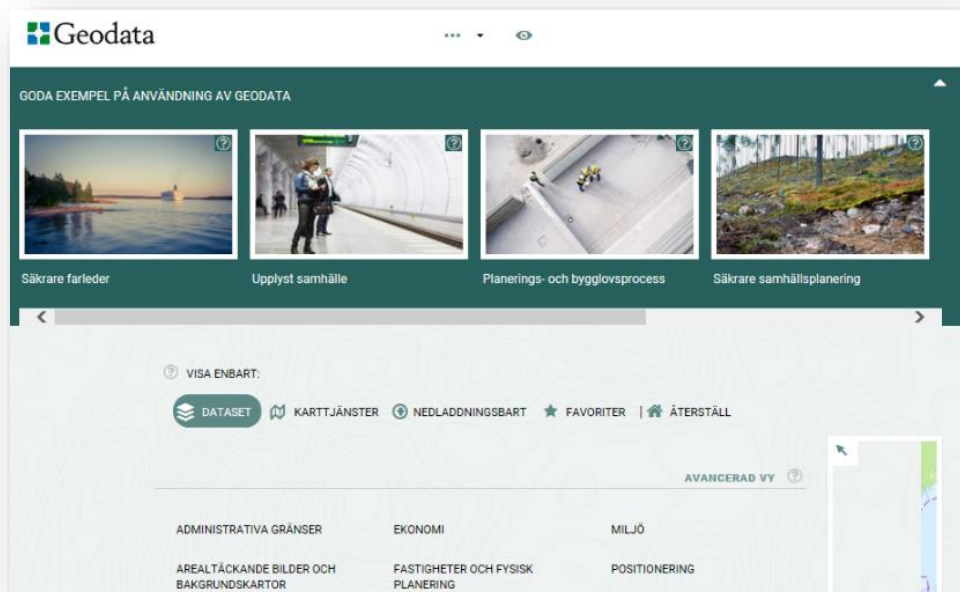 Geodata
GODA EXEMPEL PÅ ANVÄNDNING AV GEODATA
Säkrare farleder
Upplyst samhälle
Planerings- och bygglovsprocess
Säkrare samhällsplanering
VISA ENBART:
DATASET KARTTJÄNSTER NEDLADDNINGSBART FAVORITER | ÅTERSTÄLL
AVANCERAD VY
ADMINISTRATIVA GRÄNSER
EKONOMI
MILJÖ
AREALTÄCKANDE BILDER OCH
BAKGRUNDSKARTOR
FASTIGHETER OCH FYSISK
PLANERING
POSITIONERING